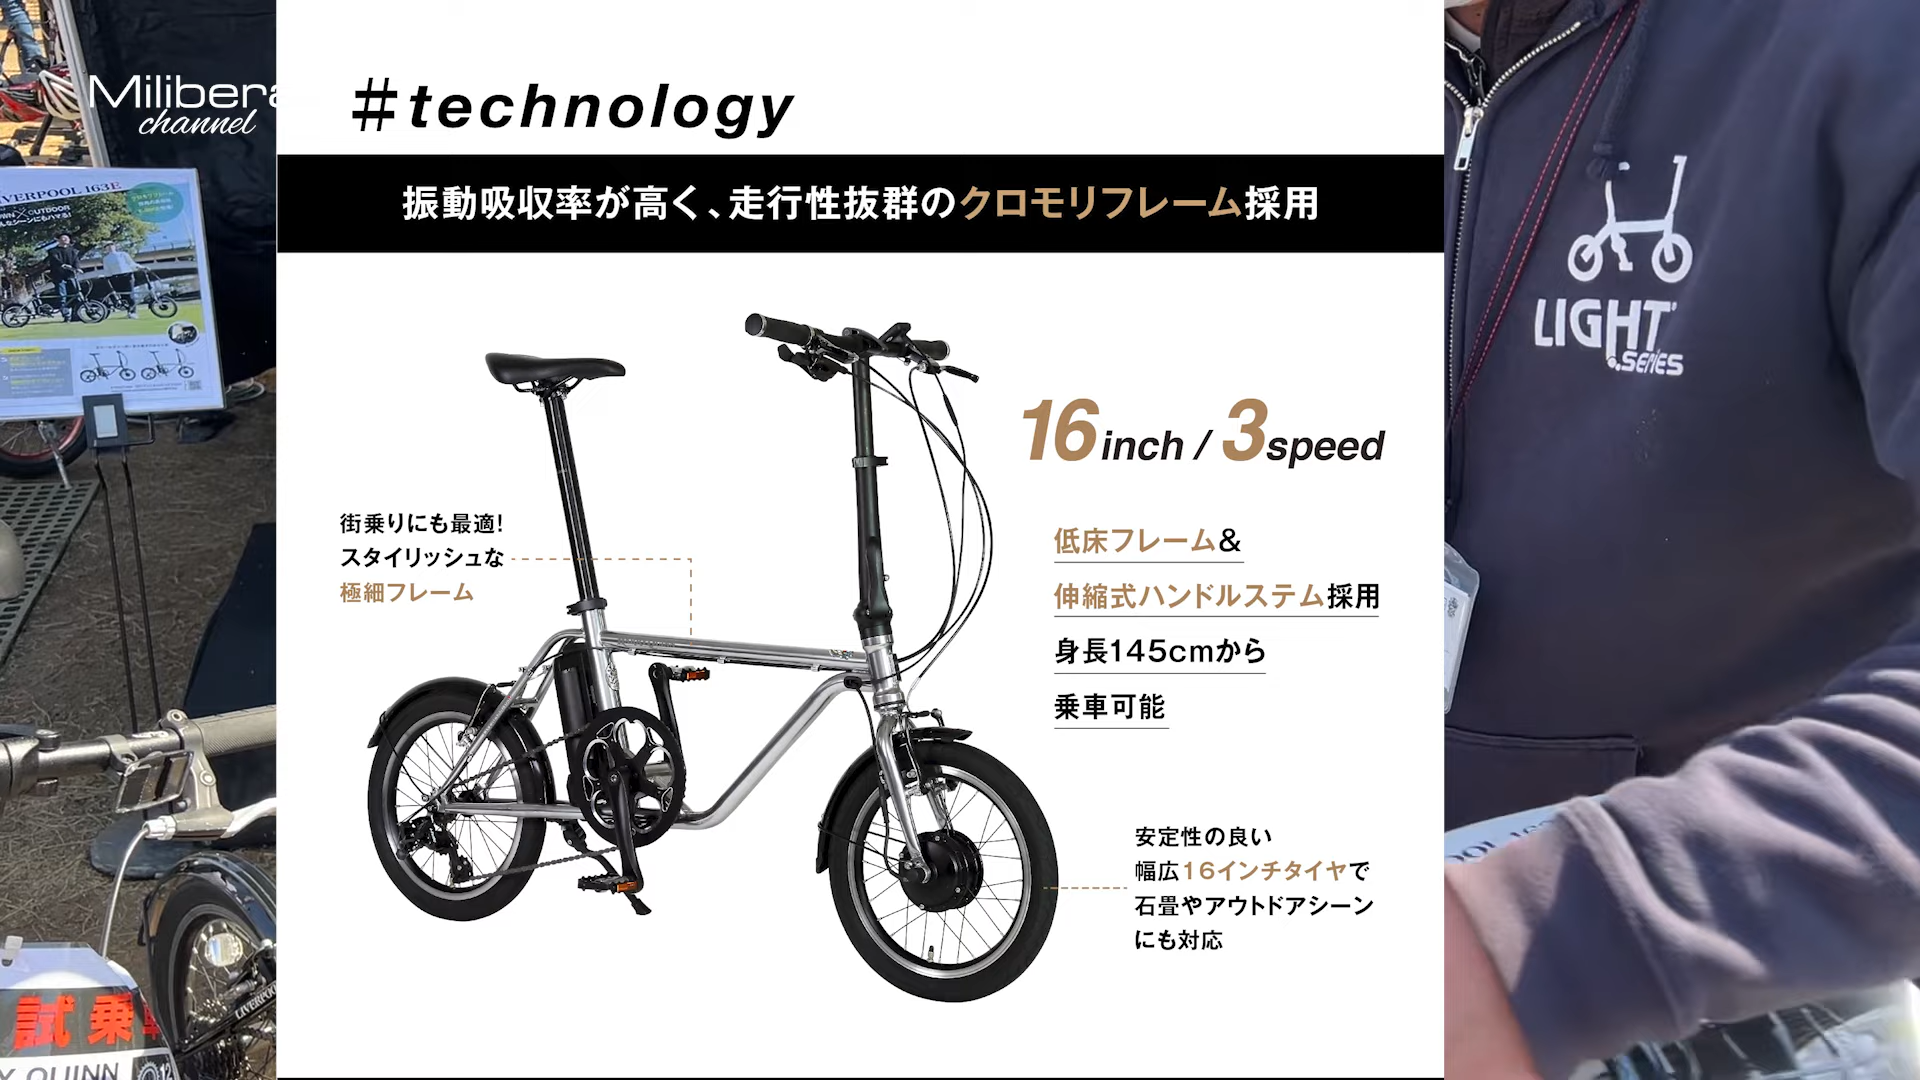 Milibera
channel
#technology
振動吸収率が高く、走行性抜群のクロモリフレーム採用
16inch / 3speed
街乗りにも最適!
スタイリッシュな
極細フレーム
低床フレーム&
伸縮式ハンドルステム採用
身長145cmから
乗車可能
安定性の良い
幅広16インチタイヤで
石畳やアウトドアシーン
にも対応
IVERPOOL 163E
OWN×OUTDOOR
LIGHT
SERIES
LIVERPOO
試乗
QUINN